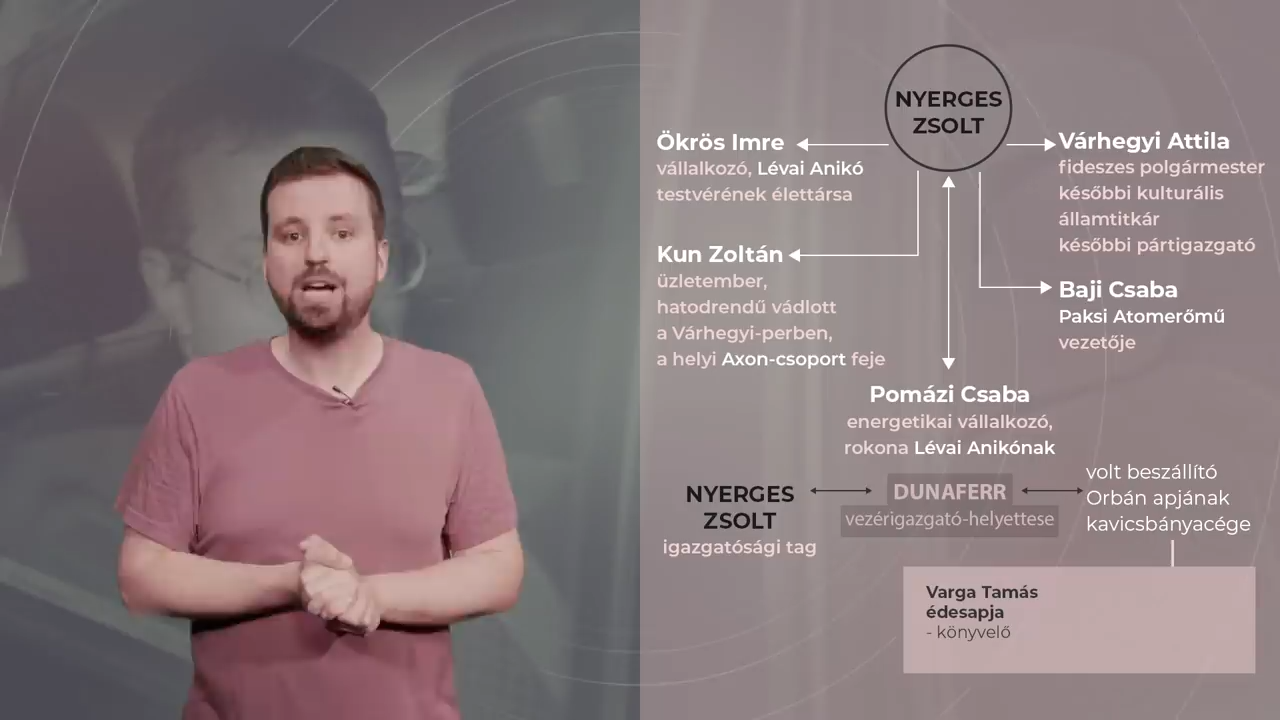 NYERGES
ZSOLT
Ökrös Imre
vállalkozó, Lévai Anikó
testvérének élettársa
Várhegyi Attila
fideszes polgármester
későbbi kulturális
államtitkár
későbbi pártigazgató
Kun Zoltán
üzletember,
hatodrendű vádlott
a Várhegyi-perben,
a helyi Axon-csoport feje
Baji Csaba
Paksi Atomerőmű
vezetője
Pomázi Csaba
energetikai vállalkozó,
rokona Lévai Anikónak
NYERGES
ZSOLT
igazgatósági tag
DUNAFERR
vezérigazgató-helyettese
volt beszállító
Orbán apjának
kavicsbányacége
Varga Tamás
édesapja
- könyvelő